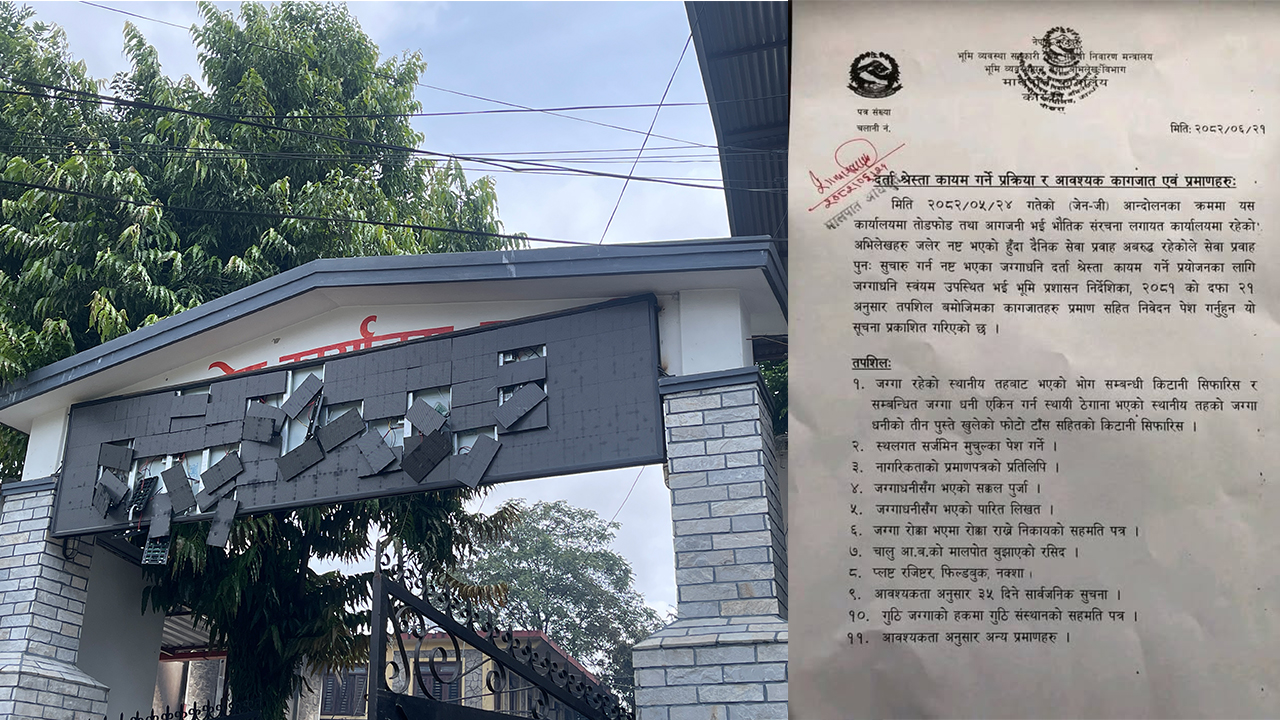 पत्र संख्या
चलानी नं.
नेपाल
भूमि व्यवस्था सहकारी निवारण मन्त्रालय
भूमि व्यवस्थापन अभिलेख विभाग
मितिः २०८२/०६/२१
दर्ता श्रेस्ता कायम गर्ने प्रक्रिया र आवश्यक कागजात एवं प्रमाणहरुः
मिति २०८२/०५/२४ गतेको (जेन-जी) आन्दोलनका क्रममा यस
कार्यालयमा तोडफोड तथा आगजनी भई भौतिक संरचना लगायत कार्यालयमा रहेको
अभिलेखहरु जलेर नष्ट भएको हुँदा दैनिक सेवा प्रवाह अवरुद्ध रहेकोले सेवा प्रवाह
पुनः सुचारु गर्न नष्ट भएका जग्गाधनि दर्ता श्रेस्ता कायम गर्ने प्रयोजनका लागि
जग्गाधनि स्वंयम उपस्थित भई भूमि प्रशासन निर्देशिका, २०८१ को दफा २१
अनुसार तपशिल बमोजिमका कागजातहरु प्रमाण सहित निवेदन पेश गर्नुहुन यो
सूचना प्रकाशित गरिएको छ ।
तपशिलः
१. जग्गा रहेको स्थानीय तहबाट भएको भोग सम्बन्धी किटानी सिफारिस र
सम्बन्धित जग्गा धनी एकिन गर्न स्थायी ठेगाना भएको स्थानीय तहको जग्गा
धनीको तीन पुस्ते खुलेको फोटो टाँस सहितको किटानी सिफारिस ।
२. स्थलगत सर्जमिन मुचुल्का पेश गर्ने ।
३. नागरिकताको प्रमाणपत्रको प्रतिलिपि ।
४. जग्गाधनीसँग भएको सक्कल पुर्जा ।
५. जग्गाधनीसँग भएको पारित लिखत ।
६. जग्गा रोक्का भएमा रोक्का राख्ने निकायको सहमति पत्र ।
७. चालु आ.ब.को मालपोत बुझाएको रसिद ।
८. प्लष्ट रजिष्टर, फिल्डवुक, नक्शा ।
९. आवश्यकता अनुसार ३५ दिने सार्वजनिक सुचना ।
१०. गुठि जग्गाको हकमा गुठि संस्थानको सहमति पत्र ।
११. आवश्यकता अनुसार अन्य प्रमाणहरु ।